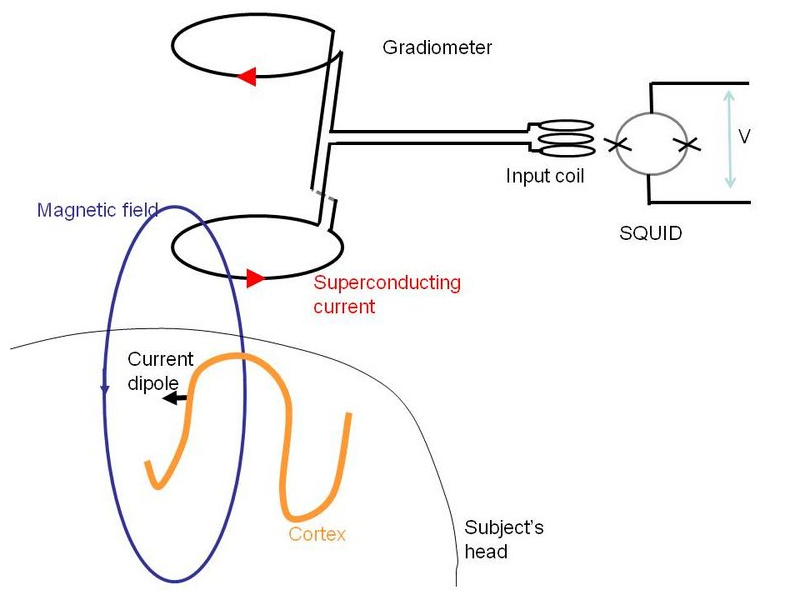 Gradiometer
V
Input coil
Magnetic field
SQUID
Superconducting
current
Current
dipole
Subject's
head
Cortex